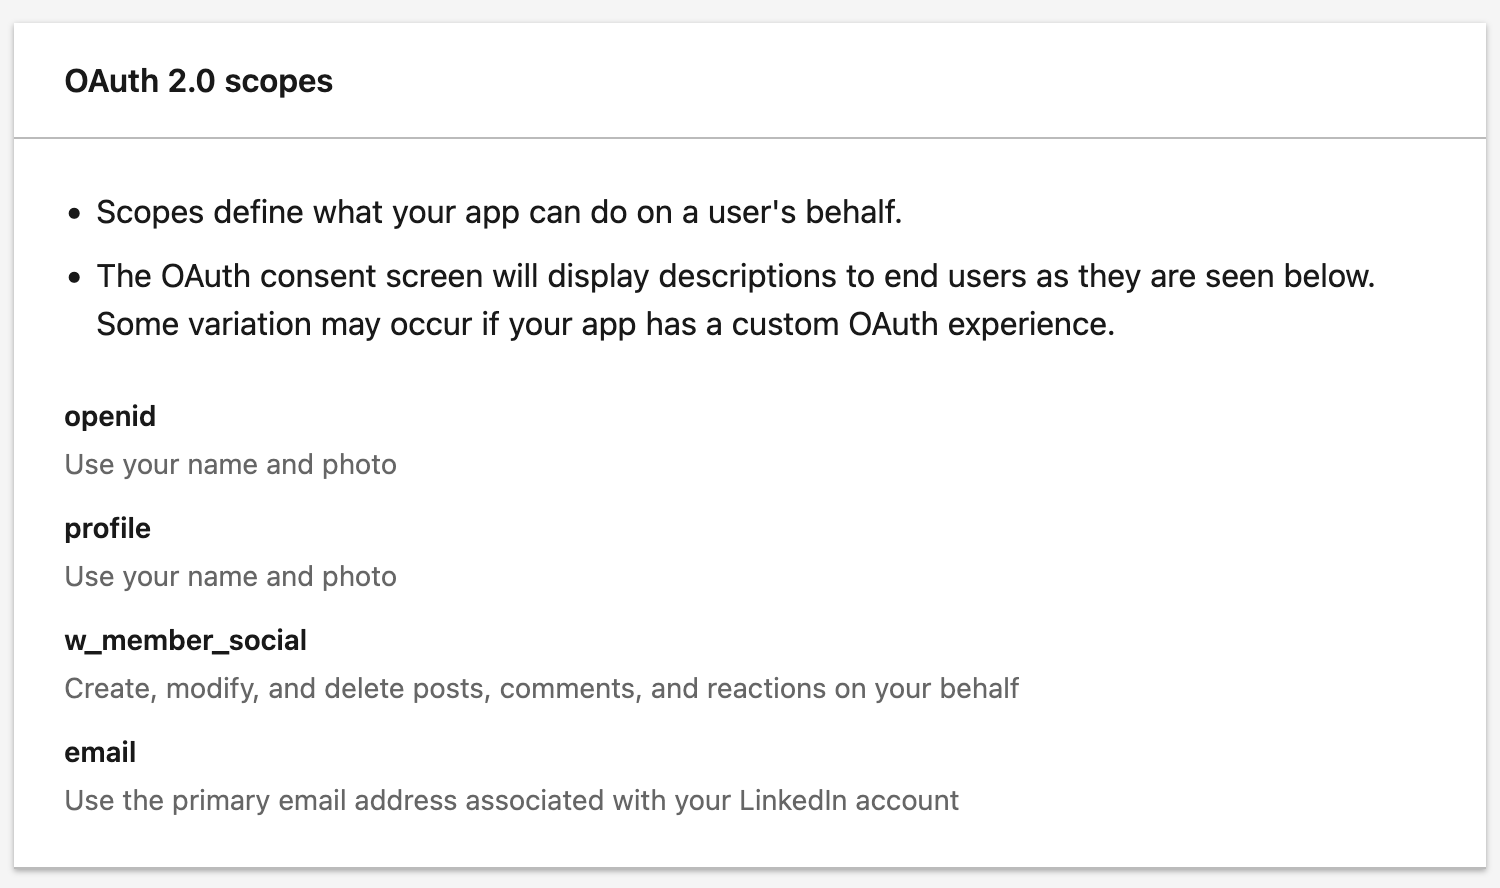 OAuth 2.0 scopes
• Scopes define what your app can do on a user's behalf.
• The OAuth consent screen will display descriptions to end users as they are seen below.
Some variation may occur if your app has a custom OAuth experience.
openid
Use your name and photo
profile
Use your name and photo
w_member_social
Create, modify, and delete posts, comments, and reactions on your behalf
email
Use the primary email address associated with your LinkedIn account